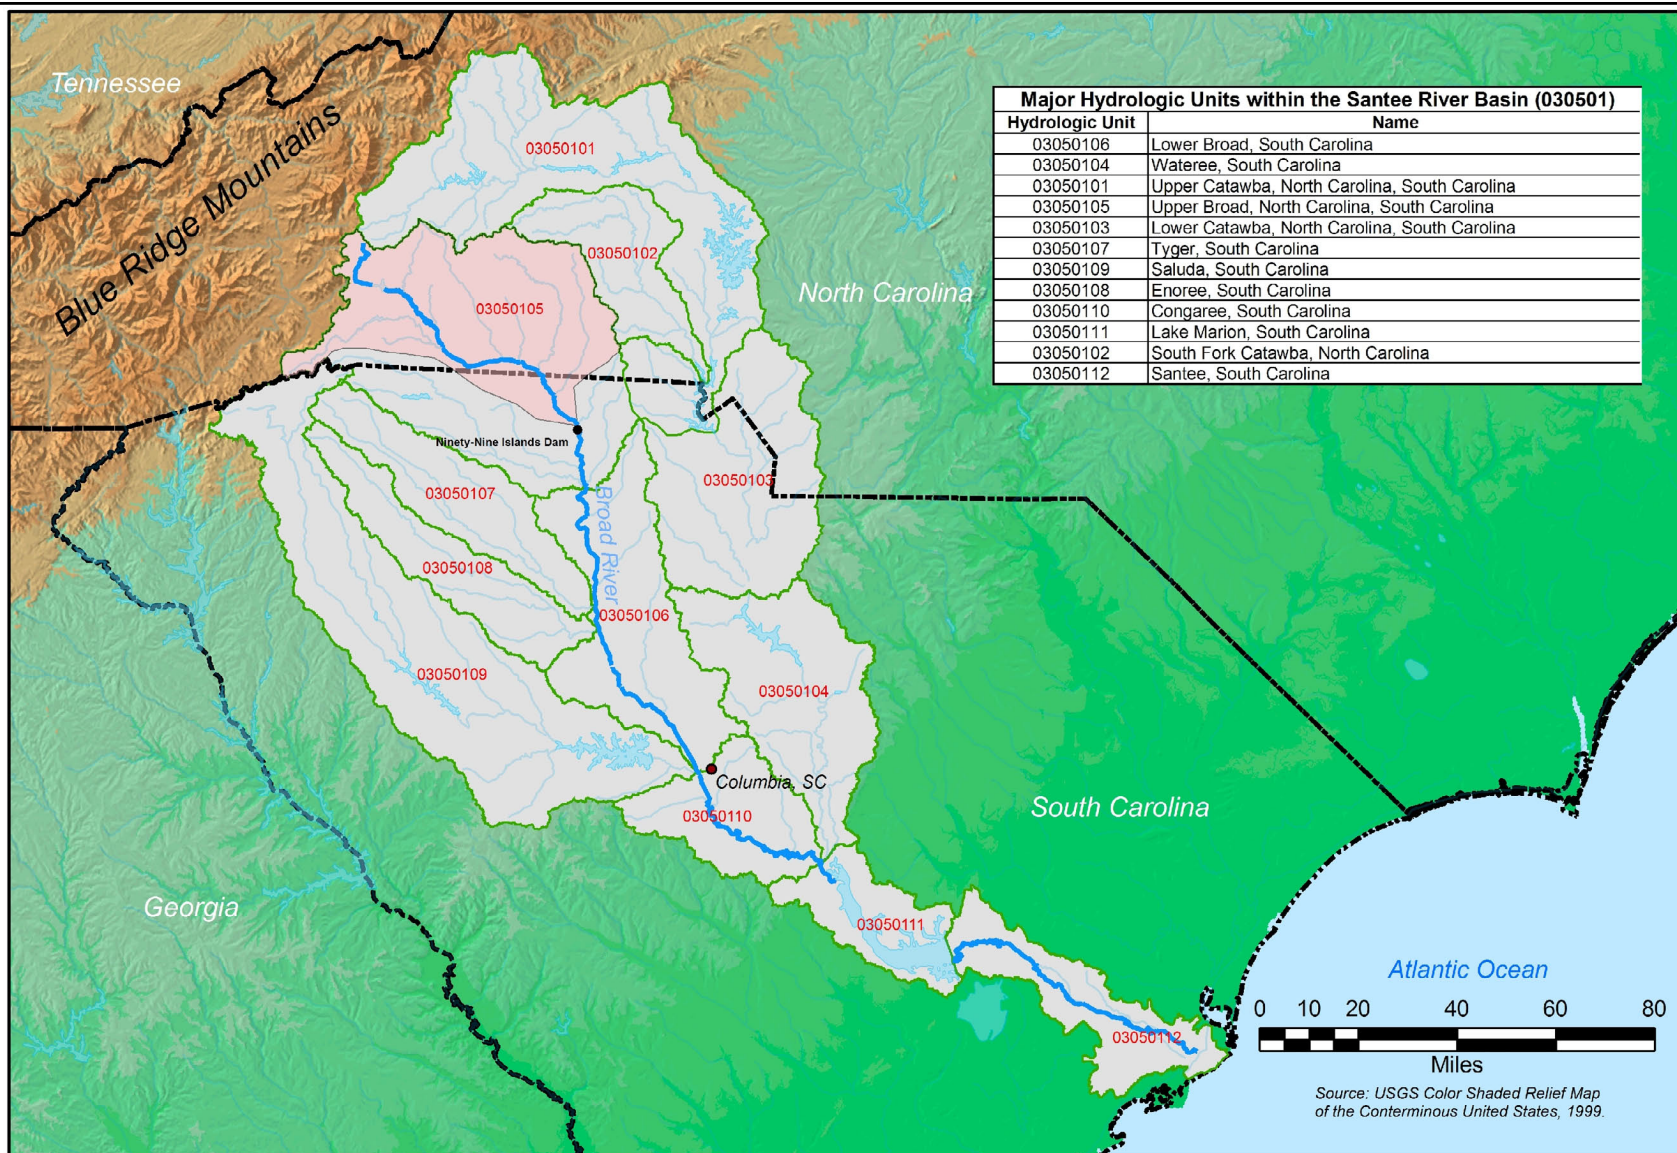 Tennessee
Blue Ridge Mountains
Major Hydrologic Units within the Santee River Basin (030501)
Hydrologic Unit Name
03050106 Lower Broad, South Carolina
03050104 Wateree, South Carolina
03050101 Upper Catawba, North Carolina, South Carolina
03050105 Upper Broad, North Carolina, South Carolina
03050103 Lower Catawba, North Carolina, South Carolina
03050107 Tyger, South Carolina
03050109 Saluda, South Carolina
03050108 Enoree, South Carolina
03050110 Congaree, South Carolina
03050111 Lake Marion, South Carolina
03050102 South Fork Catawba, North Carolina
03050112 Santee, South Carolina
03050101
03050102
North Carolina
03050105
Ninety-Nine Islands Dam
03050103
03050107
Broad River
03050108
03050106
03050109
03050104
Columbia, SC
South Carolina
03050110
Georgia
03050111
Atlantic Ocean
03050112
0 10 20 40 60 80
Miles
Source: USGS Color Shaded Relief Map
of the Conterminous United States, 1999.